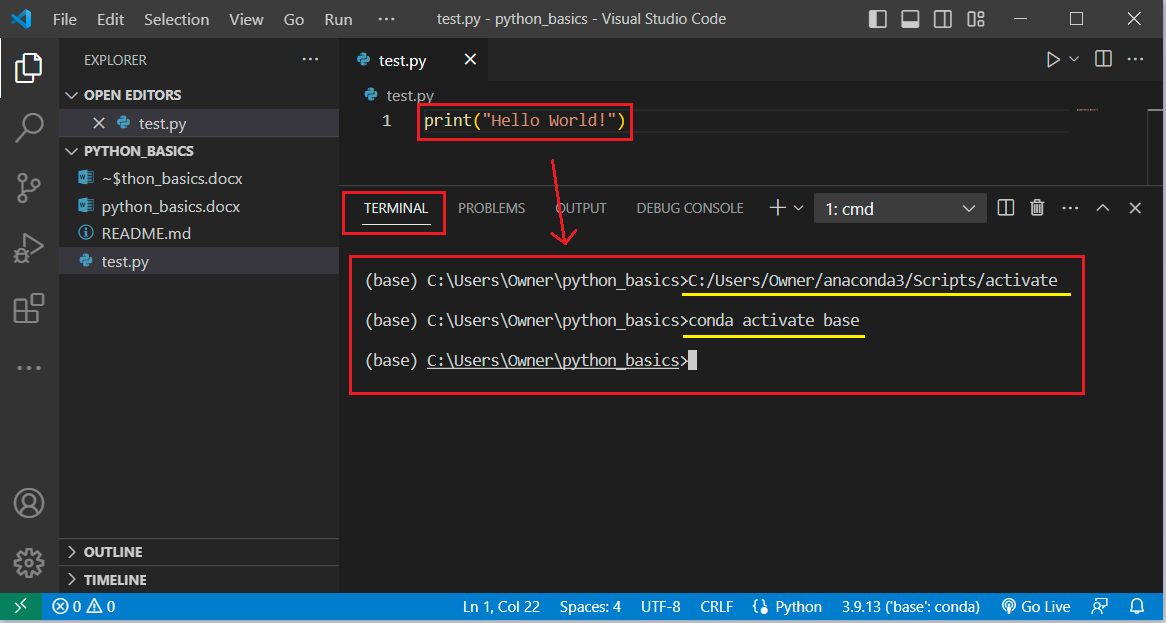 File Edit Selection View Go Run ··· test.py - python_basics - Visual Studio Code
EXPLORER ···
OPEN EDITORS
test.py
PYTHON_BASICS
~$thon_basics.docx
python_basics.docx
README.md
test.py
OUTLINE
TIMELINE
test.py
test.py
1 print("Hello World!")
TERMINAL PROBLEMS OUTPUT DEBUG CONSOLE 1: cmd
(base) C:\Users\Owner\python_basics>C:/Users/Owner/anaconda3/Scripts/activate
(base) C:\Users\Owner\python_basics>conda activate base
(base) C:\Users\Owner\python_basics>
0 0 Ln 1, Col 22 Spaces: 4 UTF-8 CRLF Python 3.9.13 ('base': conda) Go Live